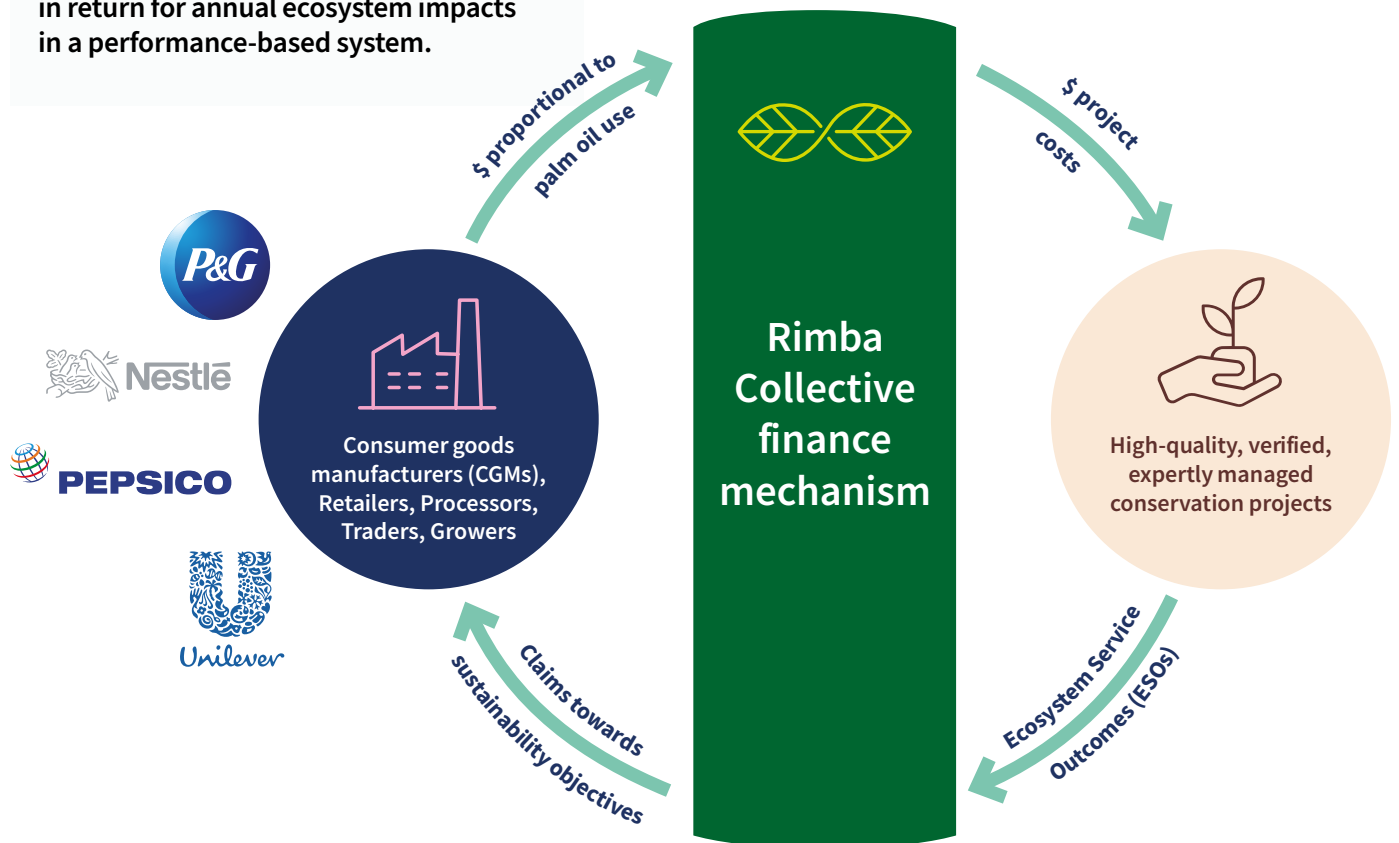 in return for annual ecosystem impacts
in a performance-based system.
$ proportional to
palm oil use
$ project
costs
P&G
Nestlé
PEPSICO
Unilever
Consumer goods
manufacturers (CGMs),
Retailers, Processors,
Traders, Growers
Rimba
Collective
finance
mechanism
High-quality, verified,
expertly managed
conservation projects
Claims towards
sustainability objectives
Ecosystem Service
Outcomes (ESOs)